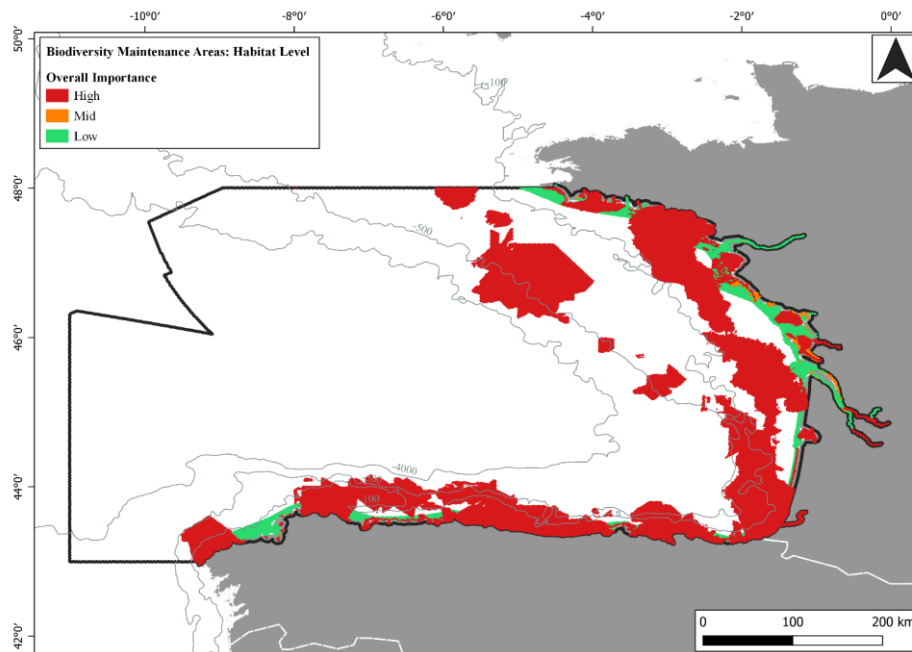 -10°0' -8°0' -6°0' -4°0' -2°0' 0°0'
50°0'
Biodiversity Maintenance Areas: Habitat Level
Overall Importance
High
Mid
Low
-100
48°0'
-500
46°0'
-4000
44°0'
100
42°0'
0 100 200 km